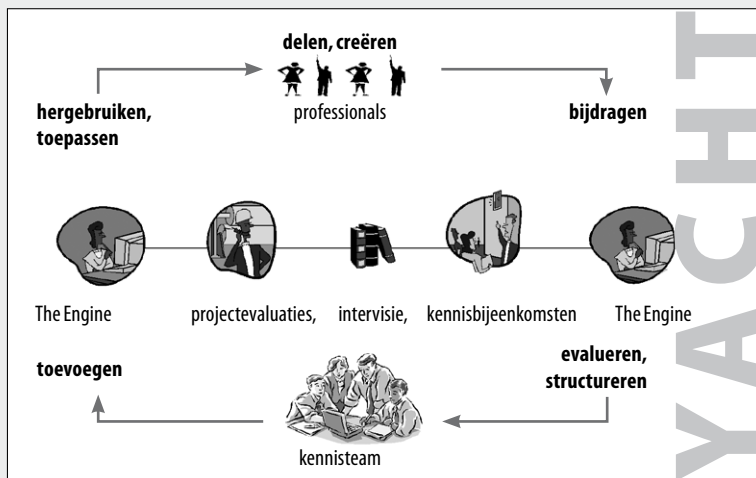 delen, creëren
professionals
hergebruiken,
toepassen
bijdragen
The Engine
projectevaluaties,
intervisie,
kennisbijeenkomsten
The Engine
toevoegen
evalueren,
structureren
kennisteam
YACHT